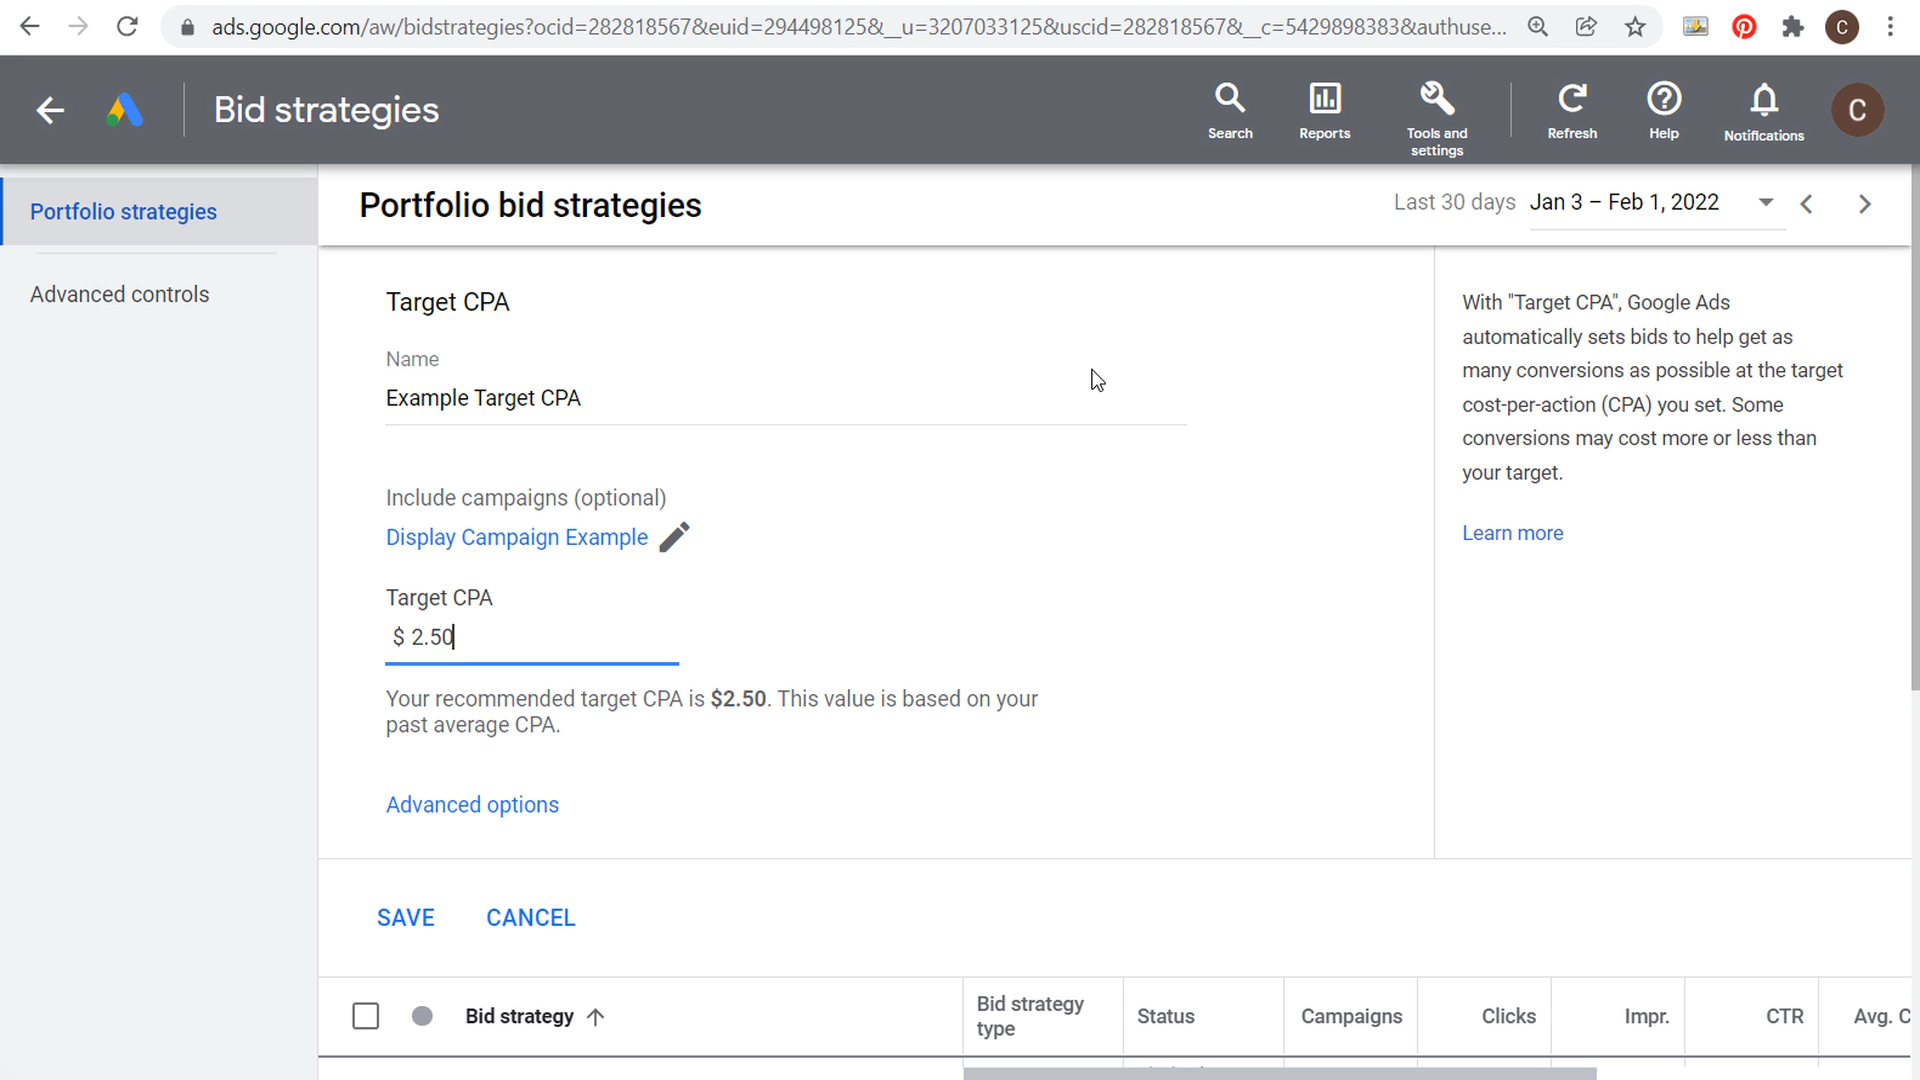 ads.google.com/aw/bidstrategies?ocid=282818567&euid=294498125&__u=3207033125&uscid=282818567&__c=5429898383&authuse...
C
Bid strategies
Search
Reports
Tools and
settings
Refresh
Help
Notifications
C
Portfolio strategies
Advanced controls
Portfolio bid strategies
Last 30 days Jan 3 – Feb 1, 2022
Target CPA
Name
Example Target CPA
Include campaigns (optional)
Display Campaign Example
Target CPA
$ 2.50
Your recommended target CPA is $2.50. This value is based on your
past average CPA.
Advanced options
With "Target CPA", Google Ads
automatically sets bids to help get as
many conversions as possible at the target
cost-per-action (CPA) you set. Some
conversions may cost more or less than
your target.
Learn more
SAVE CANCEL
Bid strategy
Bid strategy
type
Status
Campaigns
Clicks
Impr.
CTR
Avg. C